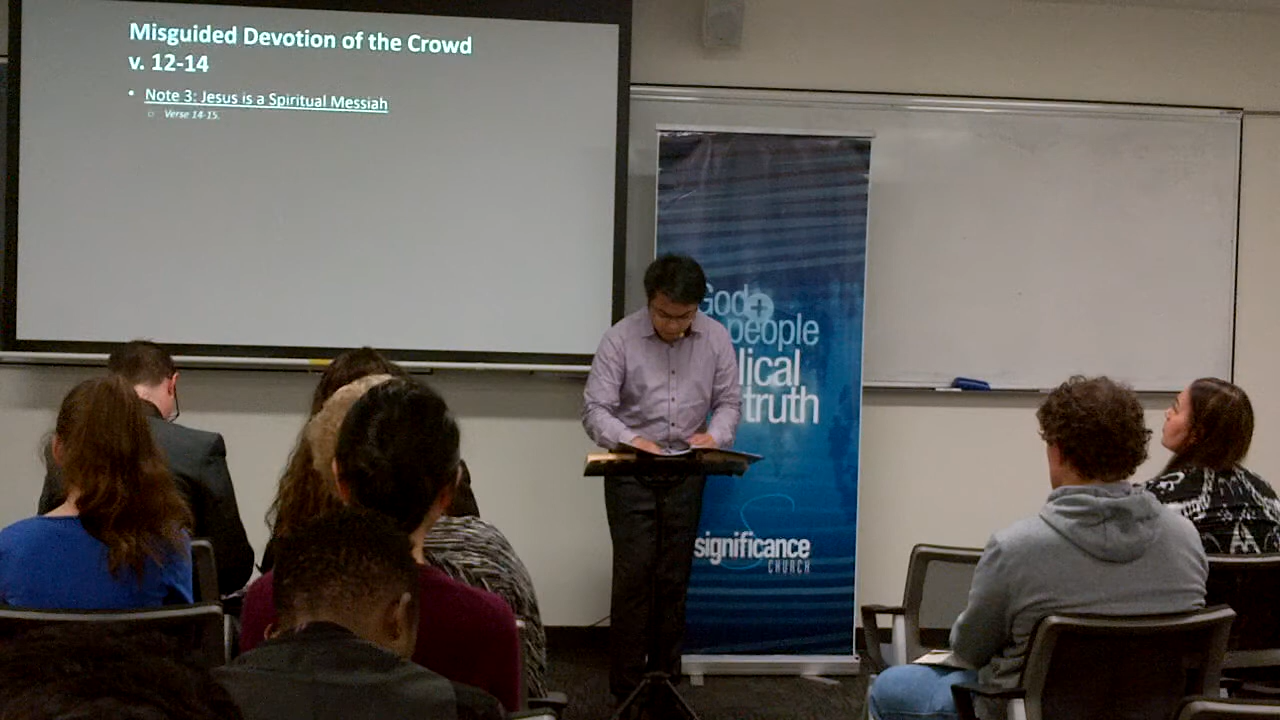 Misguided Devotion of the Crowd
v. 12-14
• Note 3: Jesus is a Spiritual Messiah
○ Verse 14-15.
God+
people
lical
truth
significance
CHURCH